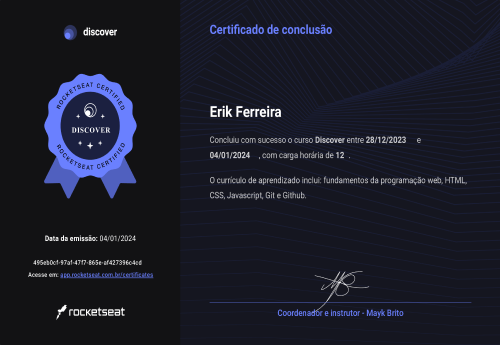 discover
ROCKETSEAT CERTIFIED
DISCOVER
ROCKETSEAT CERTIFIED
Data da emissão: 04/01/2024
495eb0cf-97af-47f7-865e-af427396c4cd
Acesse em: app.rocketseat.com.br/certificates
rocketseat
Certificado de conclusão
Erik Ferreira
Concluiu com sucesso o curso Discover entre 28/12/2023 e
04/01/2024 , com carga horária de 12 .
O currículo de aprendizado inclui: fundamentos da programação web, HTML,
CSS, Javascript, Git e Github.
Coordenador e instrutor - Mayk Brito